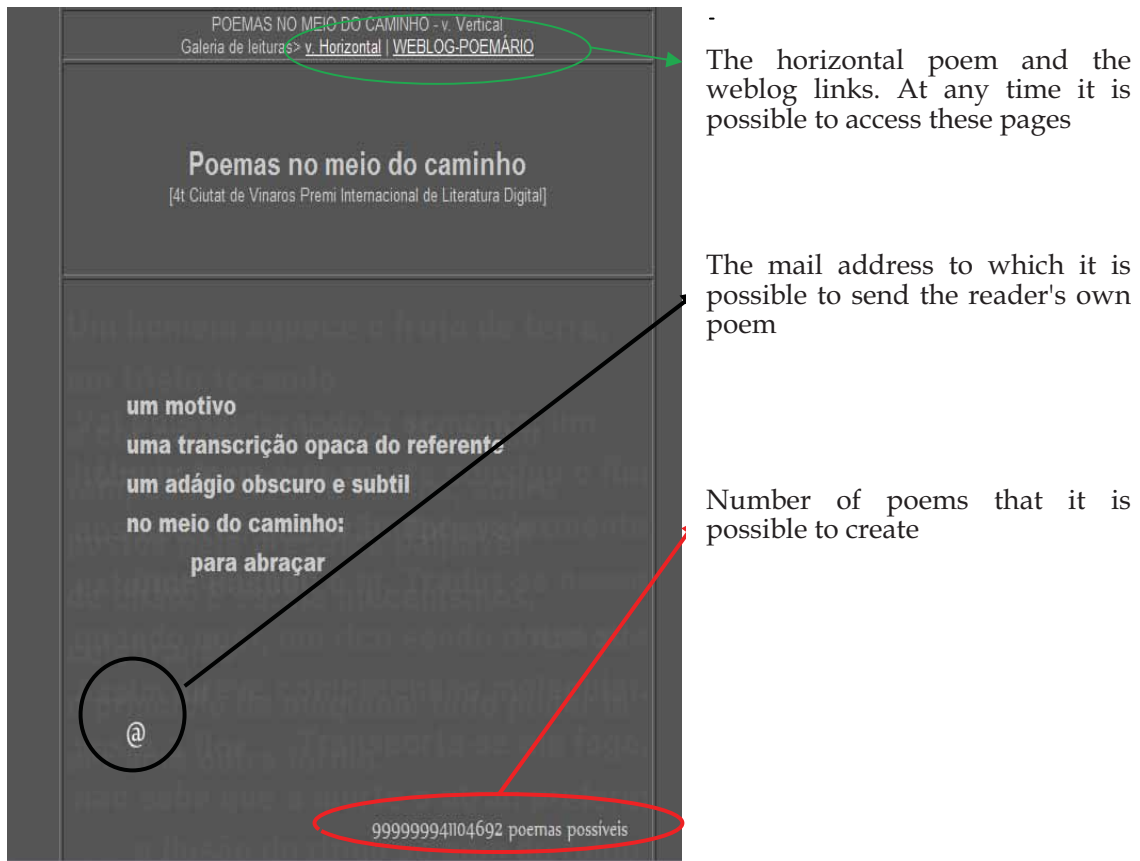 POEMAS NO MEIO DO CAMINHO - v. Vertical
Galeria de leituras> v. Horizontal | WEBLOG-POEMÁRIO
Poemas no meio do caminho
[4t Ciutat de Vinaros Premi Internacional de Literatura Digital]
um motivo
uma transcrição opaca do referente
um adágio obscuro e subtil
no meio do caminho:
para abraçar
@
999999941104692 poemas possiveis
-
The horizontal poem and the
weblog links. At any time it is
possible to access these pages
The mail address to which it is
possible to send the reader's own
poem
Number of poems that it is
possible to create